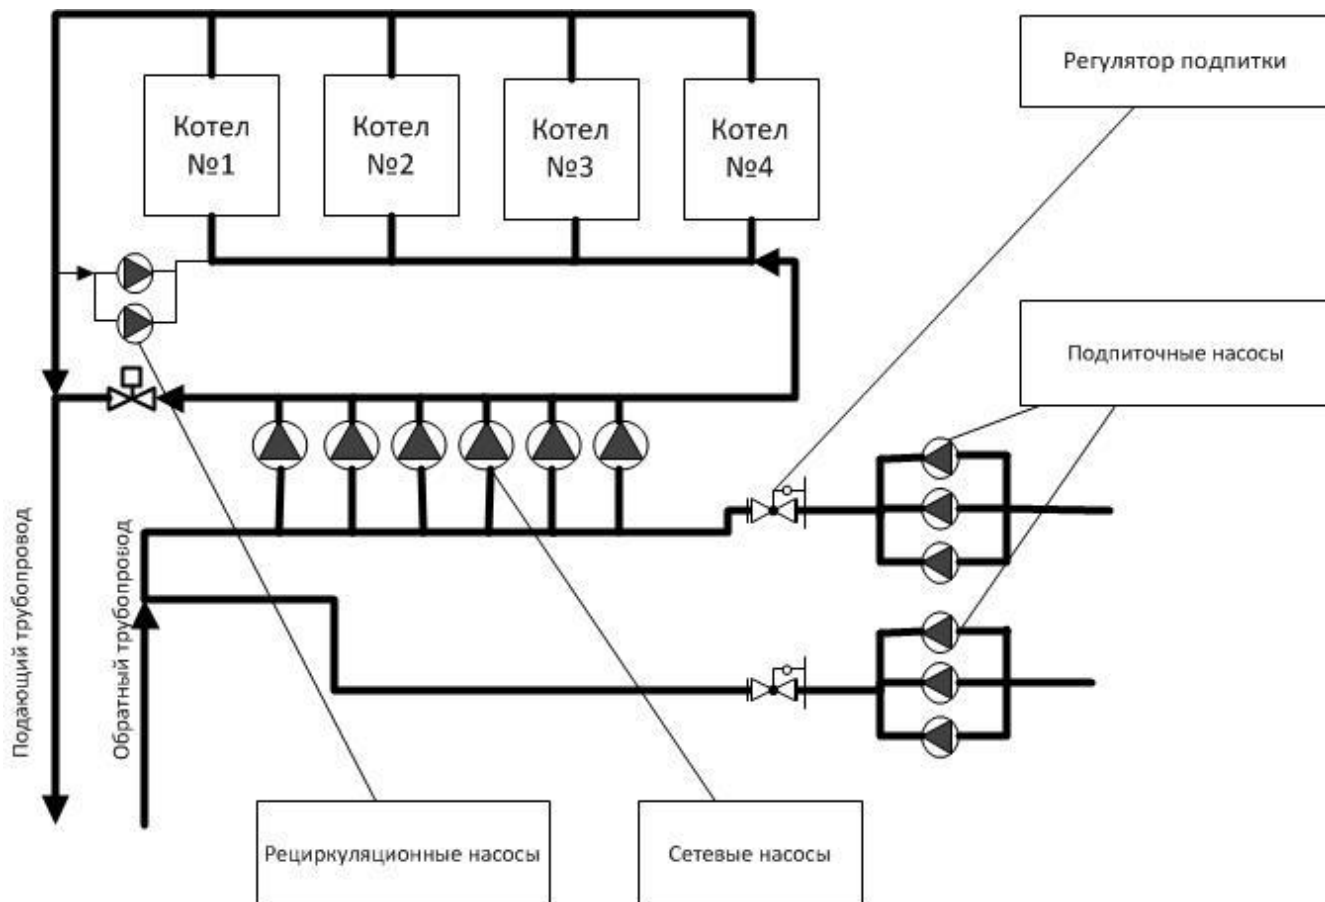 Котел
№1
Котел
№2
Котел
№3
Котел
№4
Регулятор подпитки
Подпиточные насосы
Подающий трубопровод
Обратный трубопровод
Рециркуляционные насосы
Сетевые насосы